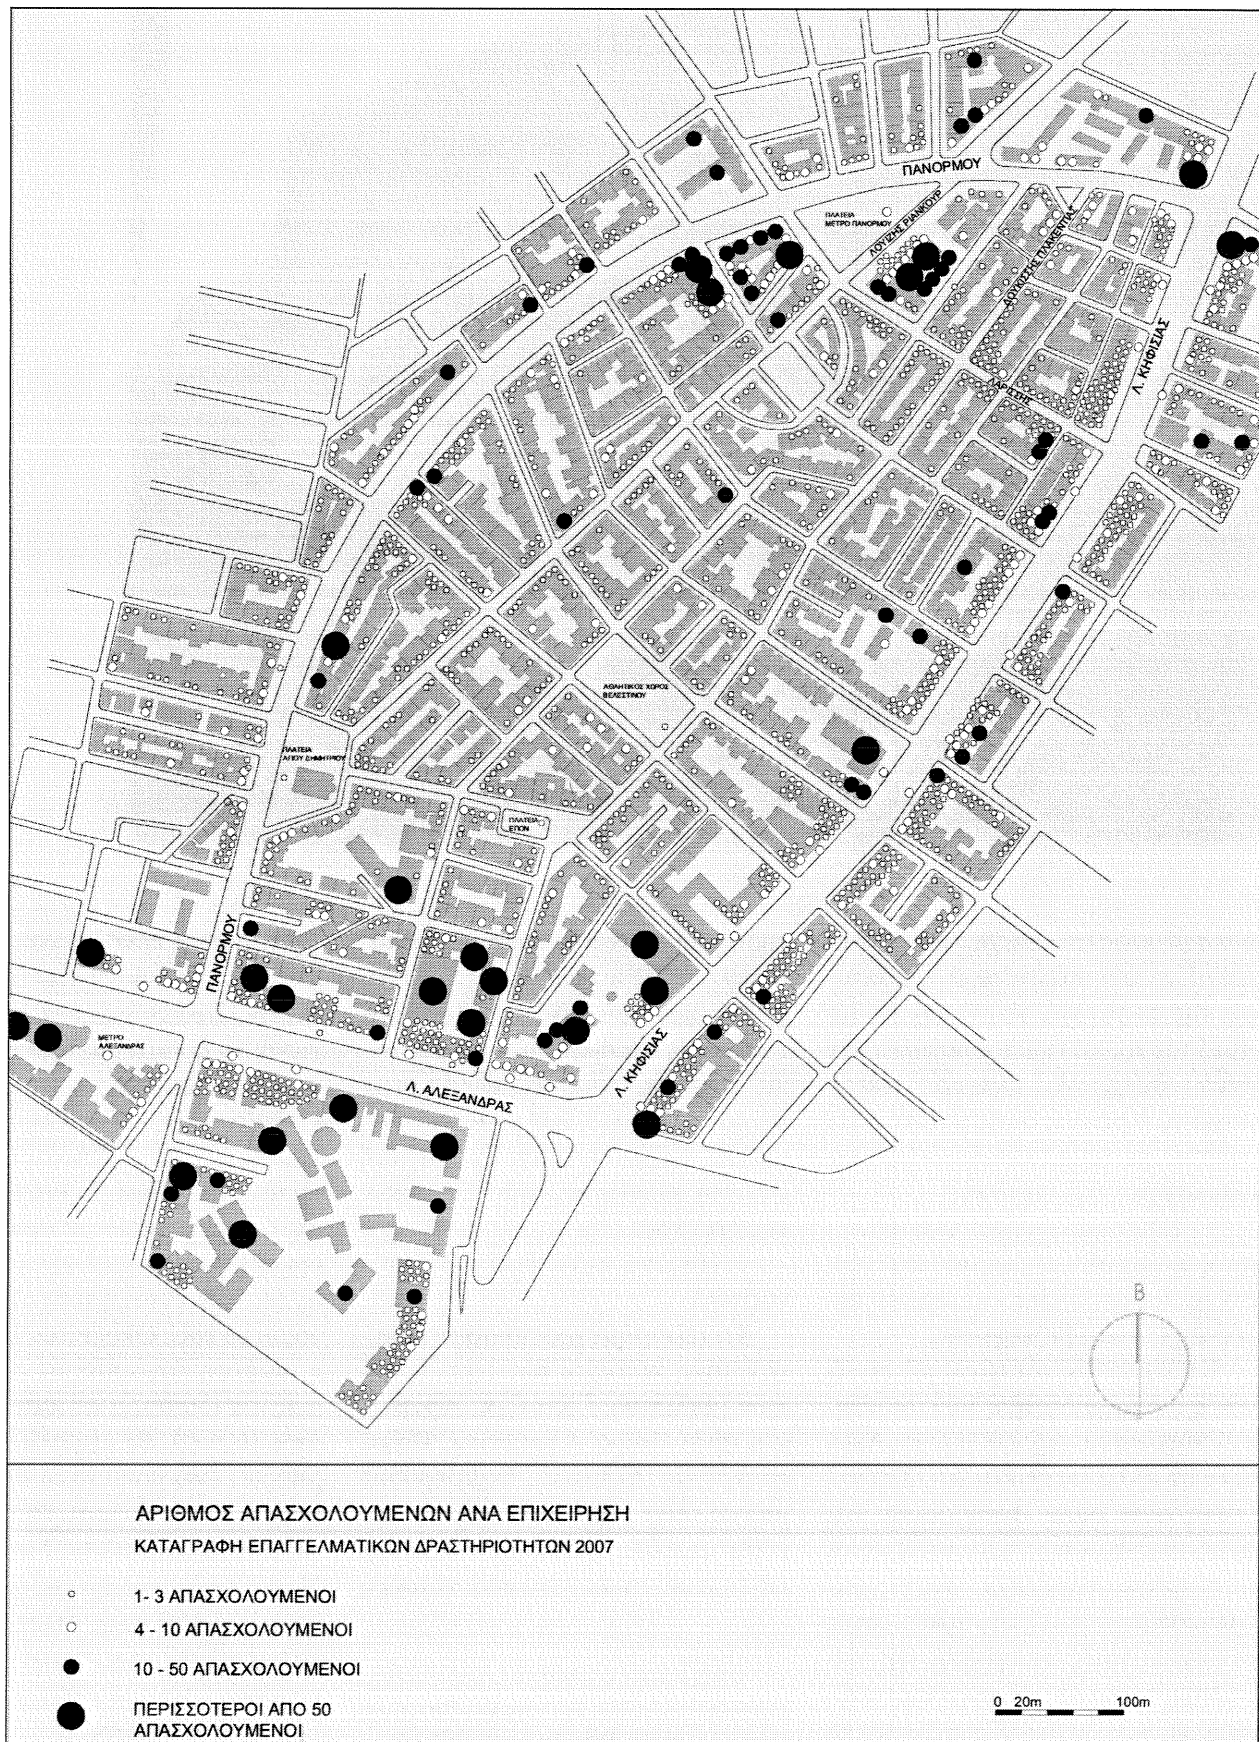 ΠΑΝΟΡΜΟΥ
ΠΛΑΤΕΙΑ
ΜΕΤΡΟ ΠΑΝΟΡΜΟΥ
ΛΟΥΙΖΗΣ ΡΙΑΝΚΟΥΡ
ΔΟΥΚΙΣΣΗΣ ΠΛΑΚΕΝΤΙΑΣ
Λ. ΚΗΦΙΣΙΑΣ
ΛΑΡΙΣΣΗΣ
ΑΘΛΗΤΙΚΟΣ ΧΩΡΟΣ
ΒΕΛΕΣΤΙΝΟΥ
ΠΛΑΤΕΙΑ
ΑΓΙΟΥ ΔΗΜΗΤΡΙΟΥ
ΠΛΑΤΕΙΑ
ΕΠΟΝ
ΠΑΝΟΡΜΟΥ
ΜΕΤΡΟ
ΑΛΕΞΑΝΔΡΑΣ
Λ. ΚΗΦΙΣΙΑΣ
Λ. ΑΛΕΞΑΝΔΡΑΣ
Β
ΑΡΙΘΜΟΣ ΑΠΑΣΧΟΛΟΥΜΕΝΩΝ ΑΝΑ ΕΠΙΧΕΙΡΗΣΗ
ΚΑΤΑΓΡΑΦΗ ΕΠΑΓΓΕΛΜΑΤΙΚΩΝ ΔΡΑΣΤΗΡΙΟΤΗΤΩΝ 2007
1- 3 ΑΠΑΣΧΟΛΟΥΜΕΝΟΙ
4 - 10 ΑΠΑΣΧΟΛΟΥΜΕΝΟΙ
10 - 50 ΑΠΑΣΧΟΛΟΥΜΕΝΟΙ
ΠΕΡΙΣΣΟΤΕΡΟΙ ΑΠΟ 50
ΑΠΑΣΧΟΛΟΥΜΕΝΟΙ
0 20m 100m